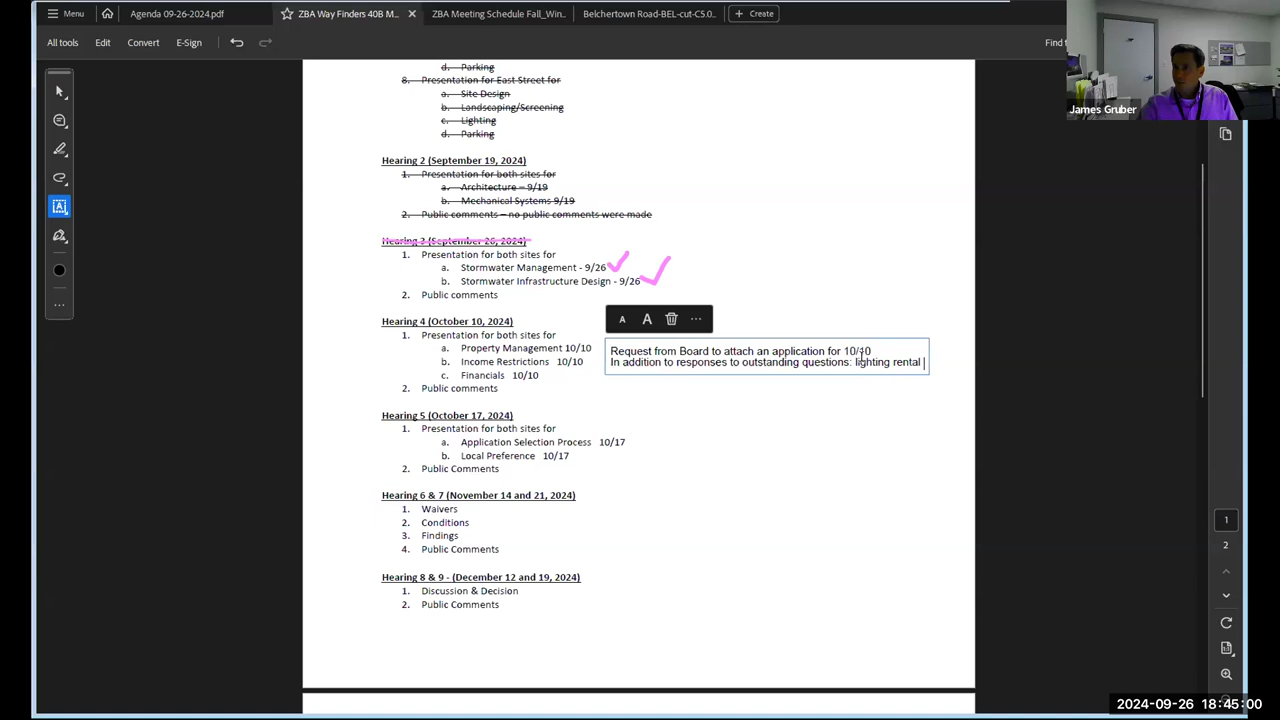 Menu
Agenda 09-26-2024.pdf
ZBA Way Finders 40B M...
ZBA Meeting Schedule Fall_Win...
Belchertown Road-BEL-cut-C5.0...
Create
All tools
Edit
Convert
E-Sign
Find t
James Gruber
d. Parking
8. Presentation for East Street for
a. Site Design
b. Landscaping/Screening
c. Lighting
d. Parking
Hearing 2 (September 19, 2024)
1. Presentation for both sites for
a. Architecture – 9/19
b. Mechanical Systems 9/19
2. Public comments – no public comments were made
Hearing 3 (September 26, 2024)
1. Presentation for both sites for
a. Stormwater Management - 9/26
b. Stormwater Infrastructure Design - 9/26
2. Public comments
Hearing 4 (October 10, 2024)
1. Presentation for both sites for
a. Property Management 10/10
b. Income Restrictions 10/10
c. Financials 10/10
2. Public comments
A A
Request from Board to attach an application for 10/10
In addition to responses to outstanding questions: lighting rental
Hearing 5 (October 17, 2024)
1. Presentation for both sites for
a. Application Selection Process 10/17
b. Local Preference 10/17
2. Public Comments
Hearing 6 & 7 (November 14 and 21, 2024)
1. Waivers
2. Conditions
3. Findings
4. Public Comments
Hearing 8 & 9 - (December 12 and 19, 2024)
1. Discussion & Decision
2. Public Comments
1
2
2024-09-26 18:45:00